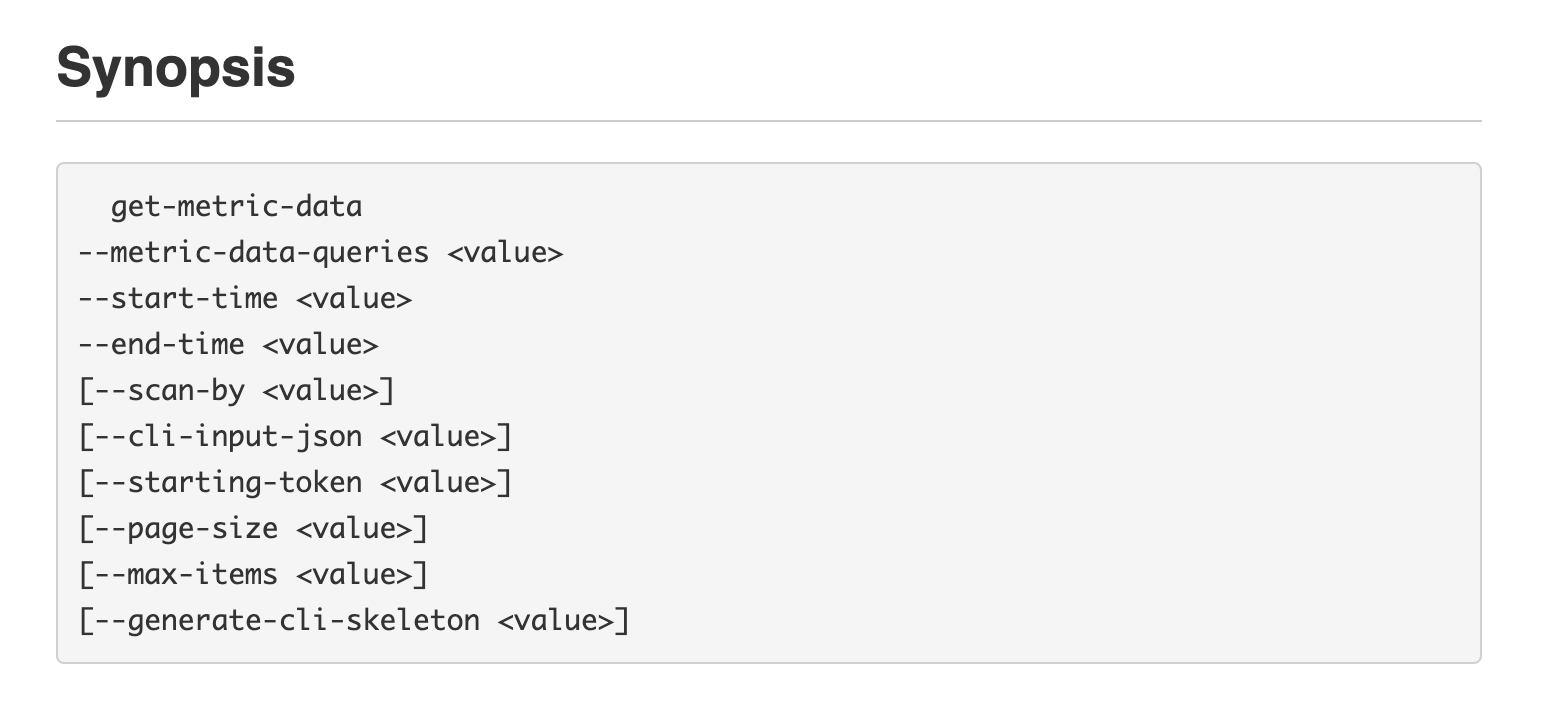 Synopsis
get-metric-data
--metric-data-queries <value>
--start-time <value>
--end-time <value>
[--scan-by <value>]
[--cli-input-json <value>]
[--starting-token <value>]
[--page-size <value>]
[--max-items <value>]
[--generate-cli-skeleton <value>]